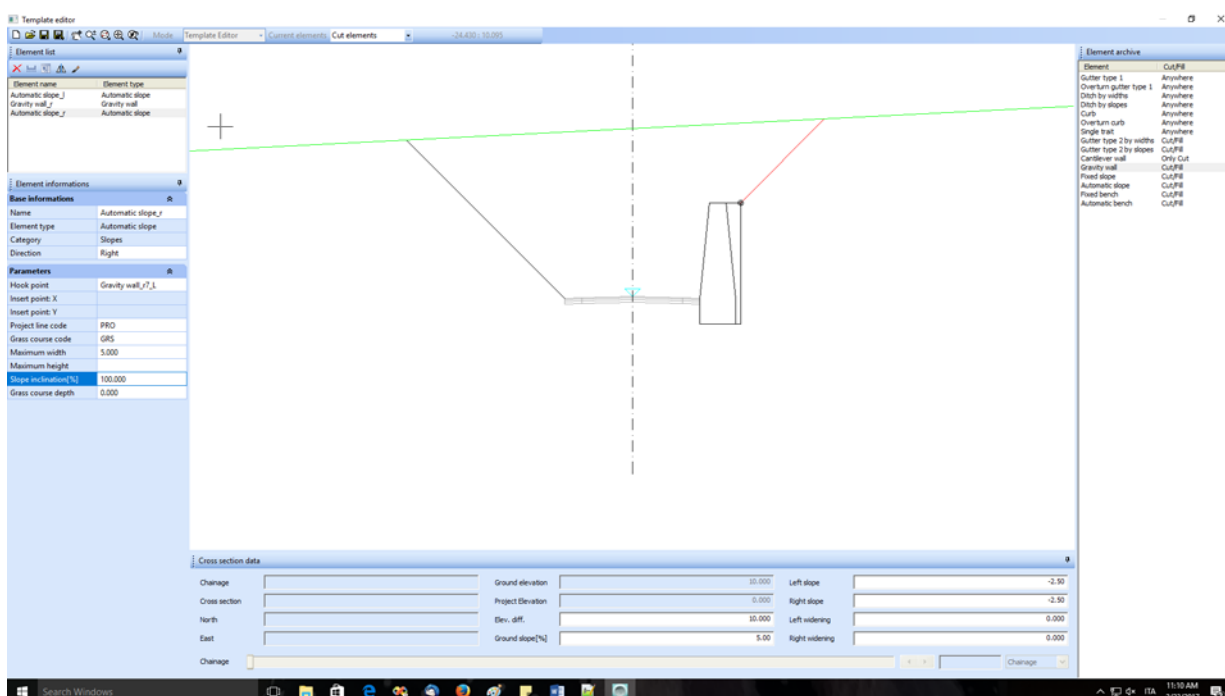 Template editor
Mode Template Editor Current elements Cut elements -24.430 : 10.095
Element list
Element name Element type
Automatic slope_l Automatic slope
Gravity wall_r Gravity wall
Automatic slope_r Automatic slope
Element informations
Base informations
Name Automatic slope_r
Element type Automatic slope
Category Slopes
Direction Right
Parameters
Hook point Gravity wall_r7_L
Insert point: X
Insert point: Y
Project line code PRO
Grass course code GRS
Maximum width 5.000
Maximum height
Slope inclination[%] 100.000
Grass course depth 0.000
Element archive
Element Cut/Fill
Gutter type 1 Anywhere
Overturn gutter type 1 Anywhere
Ditch by widths Anywhere
Ditch by slopes Anywhere
Curb Anywhere
Overturn curb Anywhere
Single trait Anywhere
Gutter type 2 by widths Cut/Fill
Gutter type 2 by slopes Cut/Fill
Cantilever wall Only Cut
Gravity wall Cut/Fill
Fixed slope Cut/Fill
Automatic slope Cut/Fill
Fixed bench Cut/Fill
Automatic bench Cut/Fill
Cross section data
Chainage Ground elevation 10.000 Left slope -2.50
Cross section Project Elevation 0.000 Right slope -2.50
North Elev. diff. 10.000 Left widening 0.000
East Ground slope[%] 5.00 Right widening 0.000
Chainage Chainage
Search Windows ITA 11:10 AM